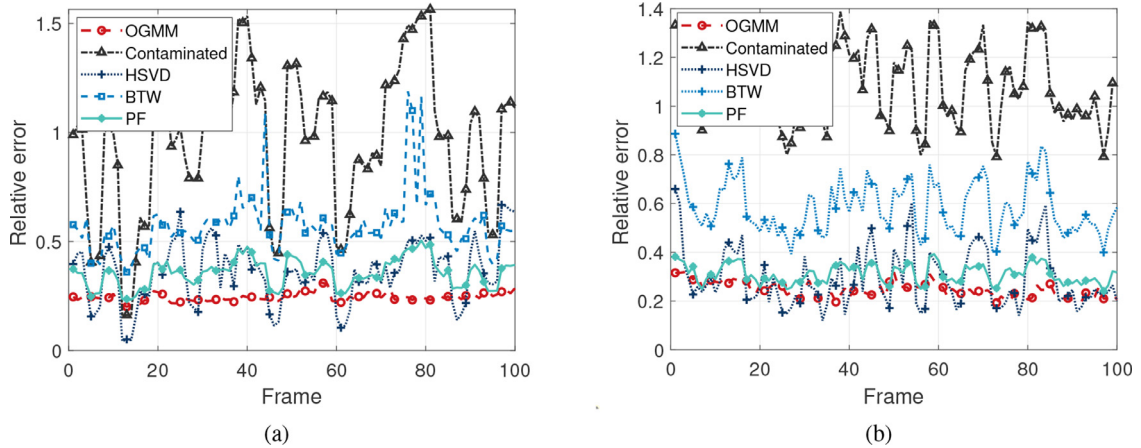 1.5
1
0.5
0
Relative error
OGMM
Contaminated
HSVD
BTW
PF
0 20 40 60 80 100
Frame
(a)
1.4
1.2
1
0.8
0.6
0.4
0.2
0
Relative error
OGMM
Contaminated
HSVD
BTW
PF
0 20 40 60 80 100
Frame
(b)